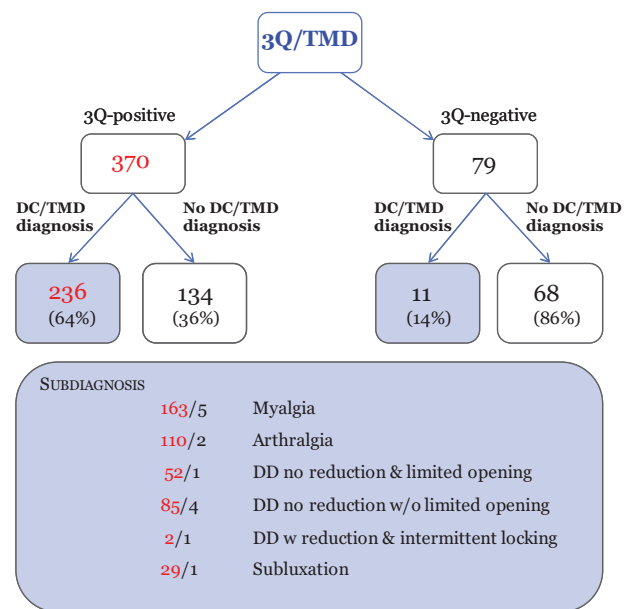 3Q/TMD
3Q-positive
3Q-negative
370
79
DC/TMD
diagnosis
No DC/TMD
diagnosis
DC/TMD
diagnosis
No DC/TMD
diagnosis
236
(64%)
134
(36%)
11
(14%)
68
(86%)
SUBDIAGNOSIS
163/5 Myalgia
110/2 Arthralgia
52/1 DD no reduction & limited opening
85/4 DD no reduction w/o limited opening
2/1 DD w reduction & intermittent locking
29/1 Subluxation